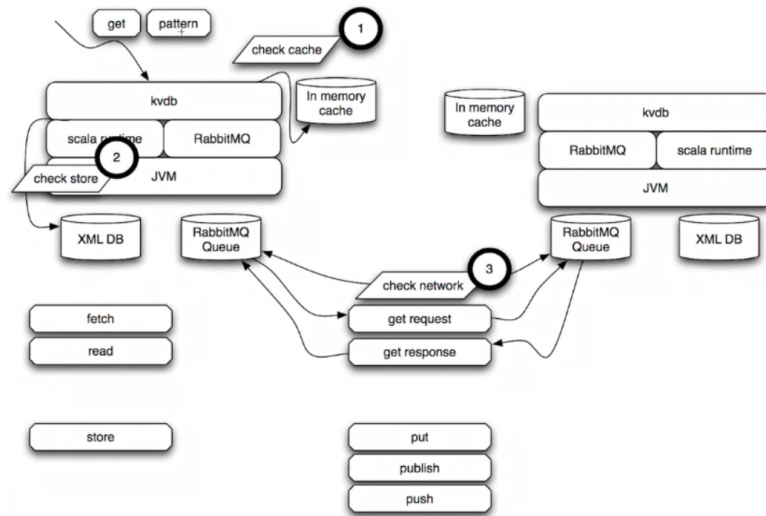 get
pattern
1
check cache
kvdb
In memory
cache
scala runtime
RabbitMQ
2
check store
JVM
XML DB
RabbitMQ
Queue
In memory
cache
kvdb
RabbitMQ
scala runtime
JVM
RabbitMQ
Queue
XML DB
3
check network
get request
get response
fetch
read
store
put
publish
push